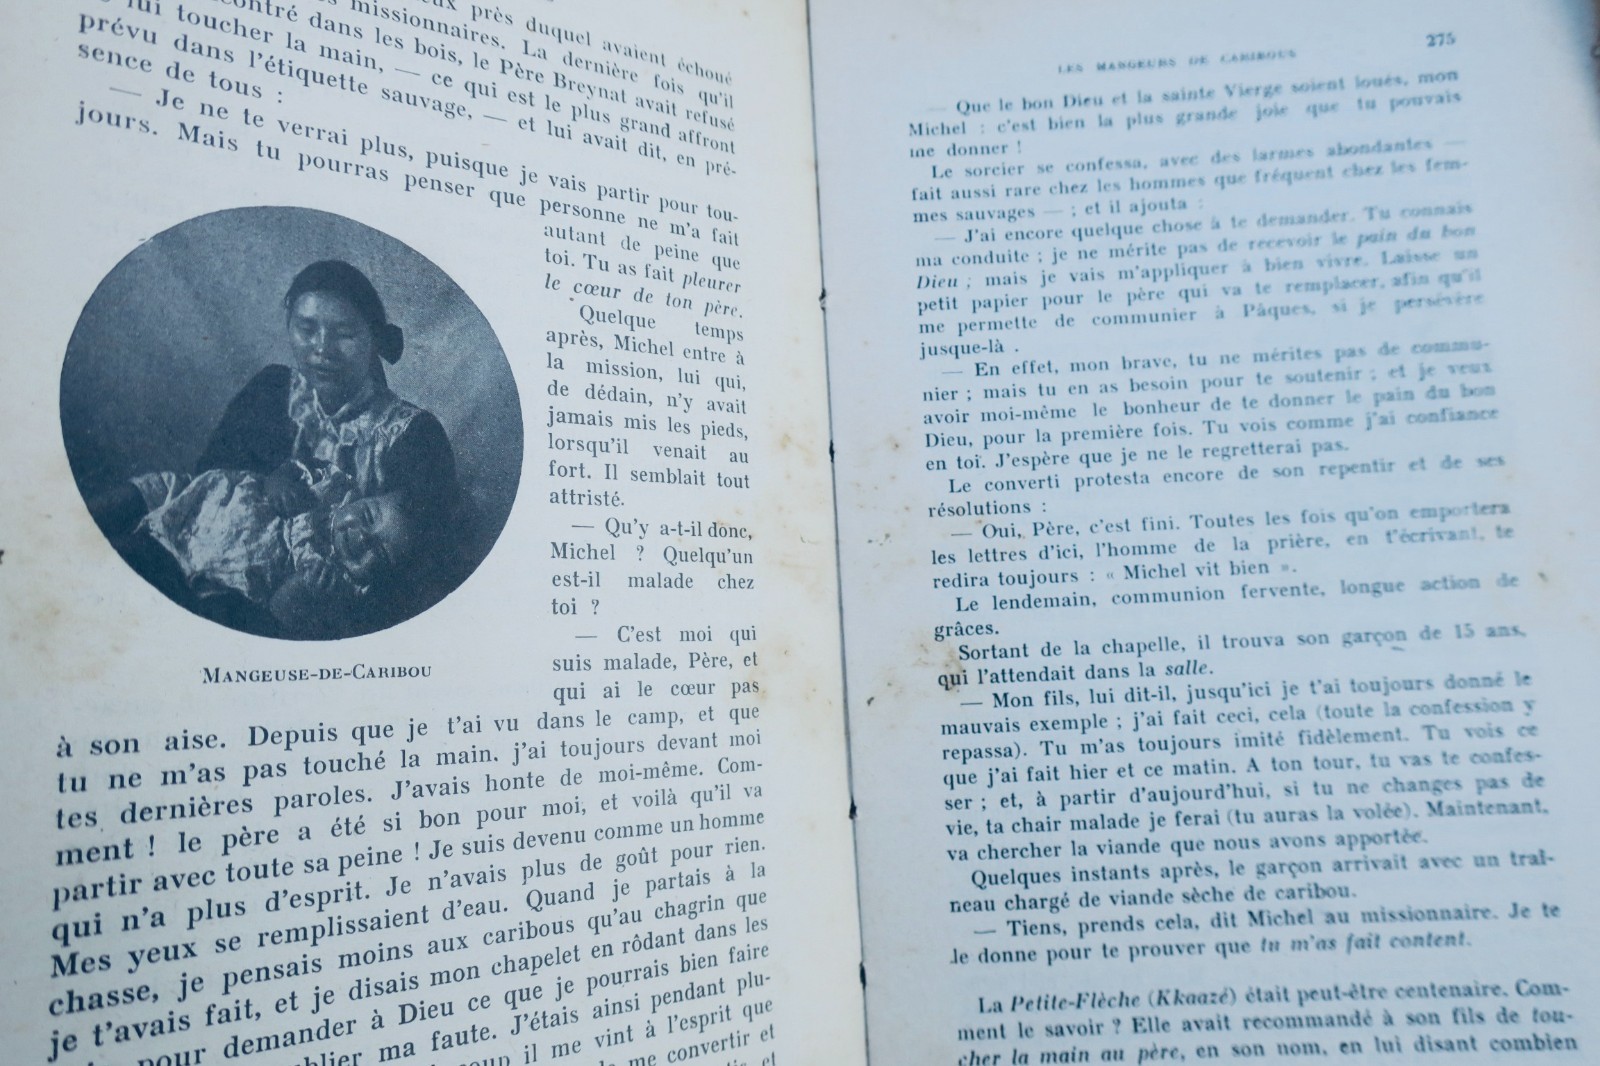 près duquel avaient échoué
missionnaires. La dernière fois qu'il
contré dans les bois, le Père Breynat avait refusé
lui toucher la main, — ce qui est le plus grand affront
prévu dans l'étiquette sauvage, — et lui avait dit, en pré-
sence de tous :
— Je ne te verrai plus, puisque je vais partir pour tou-
jours. Mais tu pourras penser que personne ne m'a fait
autant de peine que
toi. Tu as fait pleurer
le cœur de ton père.
Quelque temps
après, Michel entre à
la mission, lui qui,
de dédain, n'y avait
jamais mis les pieds,
lorsqu'il venait au
fort. Il semblait tout
attristé.
— Qu'y a-t-il donc,
Michel ? Quelqu'un
est-il malade chez
toi ?
— C'est moi qui
suis malade, Père, et
qui ai le cœur pas
MANGEUSE-DE-CARIBOU
à son aise. Depuis que je t'ai vu dans le camp, et que
tu ne m'as pas touché la main, j'ai toujours devant moi
tes dernières paroles. J'avais honte de moi-même. Com-
ment ! le père a été si bon pour moi, et voilà qu'il va
partir avec toute sa peine ! Je suis devenu comme un homme
qui n'a plus d'esprit. Je n'avais plus de goût pour rien.
Mes yeux se remplissaient d'eau. Quand je partais à la
chasse, je pensais moins aux caribous qu'au chagrin que
je t'avais fait, et je disais mon chapelet en rôdant dans les
pour demander à Dieu ce que je pourrais bien faire
ma faute. J'étais ainsi pendant plu-
il me vint à l'esprit que
me convertir et
et
LES MANGEURS DE CARIBOUS 275
— Que le bon Dieu et la sainte Vierge soient loués, mon
Michel : c'est bien la plus grande joie que tu pouvais
me donner !
Le sorcier se confessa, avec des larmes abondantes —
fait aussi rare chez les hommes que fréquent chez les fem-
mes sauvages — ; et il ajouta :
— J'ai encore quelque chose à te demander. Tu connais
ma conduite ; je ne mérite pas de recevoir le pain du bon
Dieu ; mais je vais m'appliquer à bien vivre. Laisse un
petit papier pour le père qui va te remplacer, afin qu'il
me permette de communier à Pâques, si je persévère
jusque-là .
— En effet, mon brave, tu ne mérites pas de commu-
nier ; mais tu en as besoin pour te soutenir ; et je veux
avoir moi-même le bonheur de te donner le pain du bon
Dieu, pour la première fois. Tu vois comme j'ai confiance
en toi. J'espère que je ne le regretterai pas.
Le converti protesta encore de son repentir et de ses
résolutions :
— Oui, Père, c'est fini. Toutes les fois qu'on emportera
les lettres d'ici, l'homme de la prière, en t'écrivant, te
redira toujours : « Michel vit bien ».
Le lendemain, communion fervente, longue action de
grâces.
Sortant de la chapelle, il trouva son garçon de 15 ans,
qui l'attendait dans la salle.
— Mon fils, lui dit-il, jusqu'ici je t'ai toujours donné le
mauvais exemple ; j'ai fait ceci, cela (toute la confession y
repassa). Tu m'as toujours imité fidèlement. Tu vois ce
que j'ai fait hier et ce matin. A ton tour, tu vas te confes-
ser ; et, à partir d'aujourd'hui, si tu ne changes pas de
vie, ta chair malade je ferai (tu auras la volée). Maintenant,
va chercher la viande que nous avons apportée.
Quelques instants après, le garçon arrivait avec un traî-
neau chargé de viande sèche de caribou.
— Tiens, prends cela, dit Michel au missionnaire. Je te
le donne pour te prouver que tu m'as fait content.
La Petite-Flèche (Kkaazé) était peut-être centenaire. Com-
ment le savoir ? Elle avait recommandé à son fils de tou-
cher la main au père, en son nom, en lui disant combien